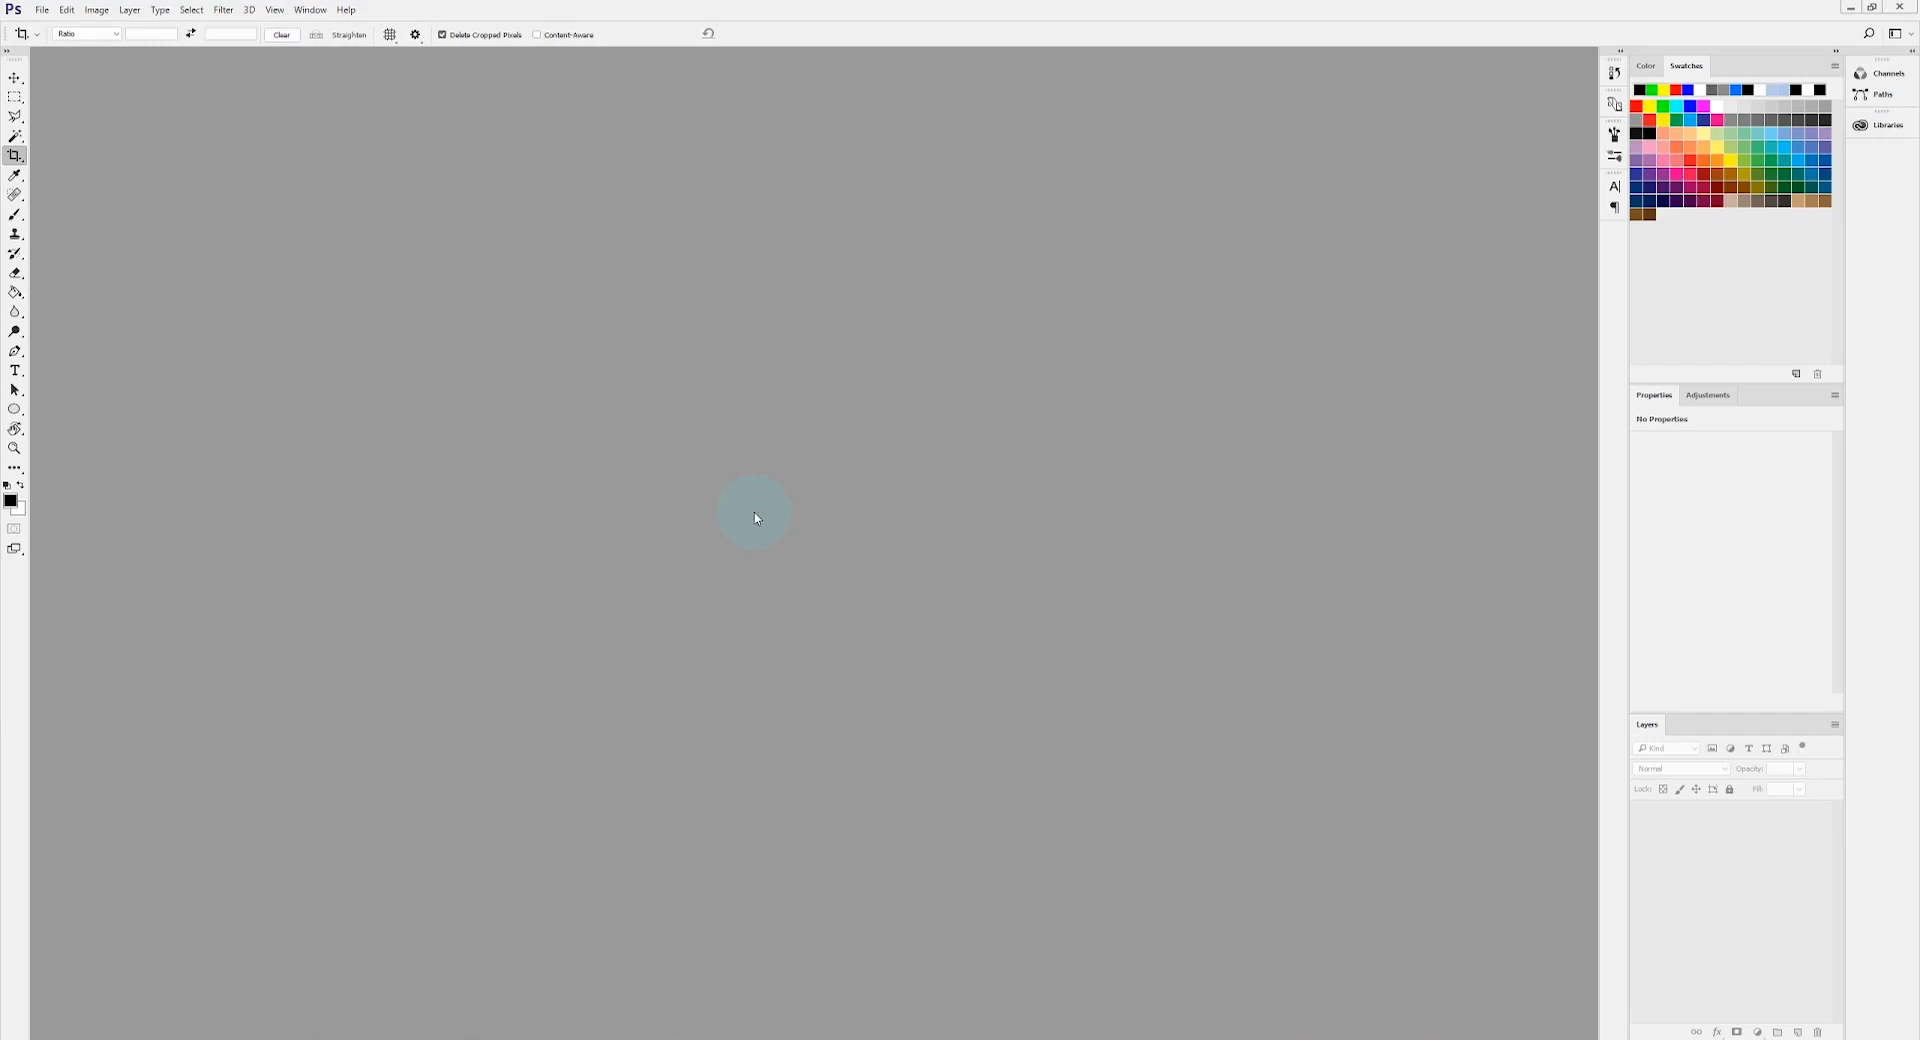 Ps File Edit Image Layer Type Select Filter 3D View Window Help
Ratio Clear Straighten Delete Cropped Pixels Content-Aware
Color Swatches
Channels
Paths
Libraries
A|
¶
T
Properties Adjustments
No Properties
Layers
Kind
Normal Opacity:
Lock: Fill:
fx